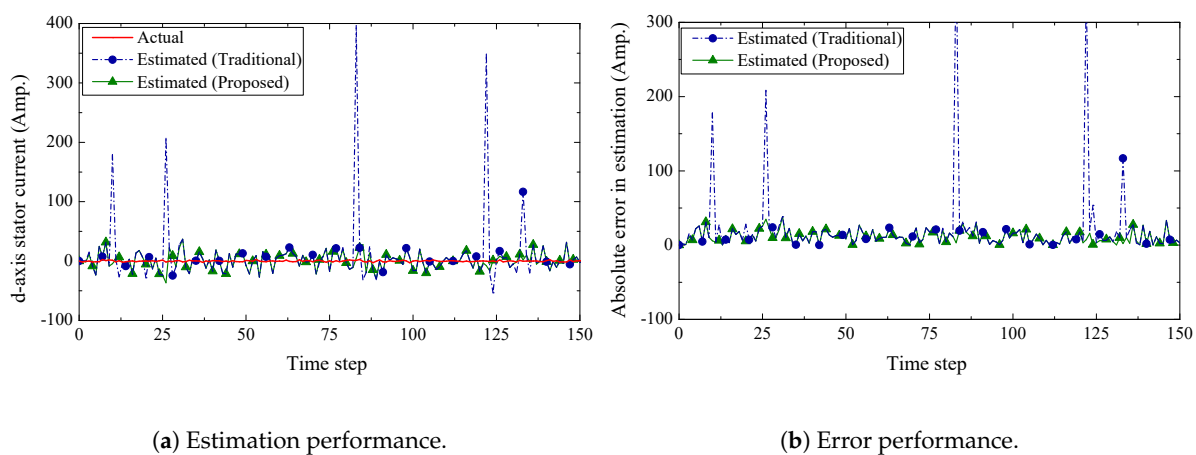 400
300
200
100
0
-100
d-axis stator current (Amp.)
Actual
Estimated (Traditional)
Estimated (Proposed)
0 25 50 75 100 125 150
Time step
(a) Estimation performance.
300
200
100
0
-100
Absolute error in estimation (Amp.)
Estimated (Traditional)
Estimated (Proposed)
0 25 50 75 100 125 150
Time step
(b) Error performance.